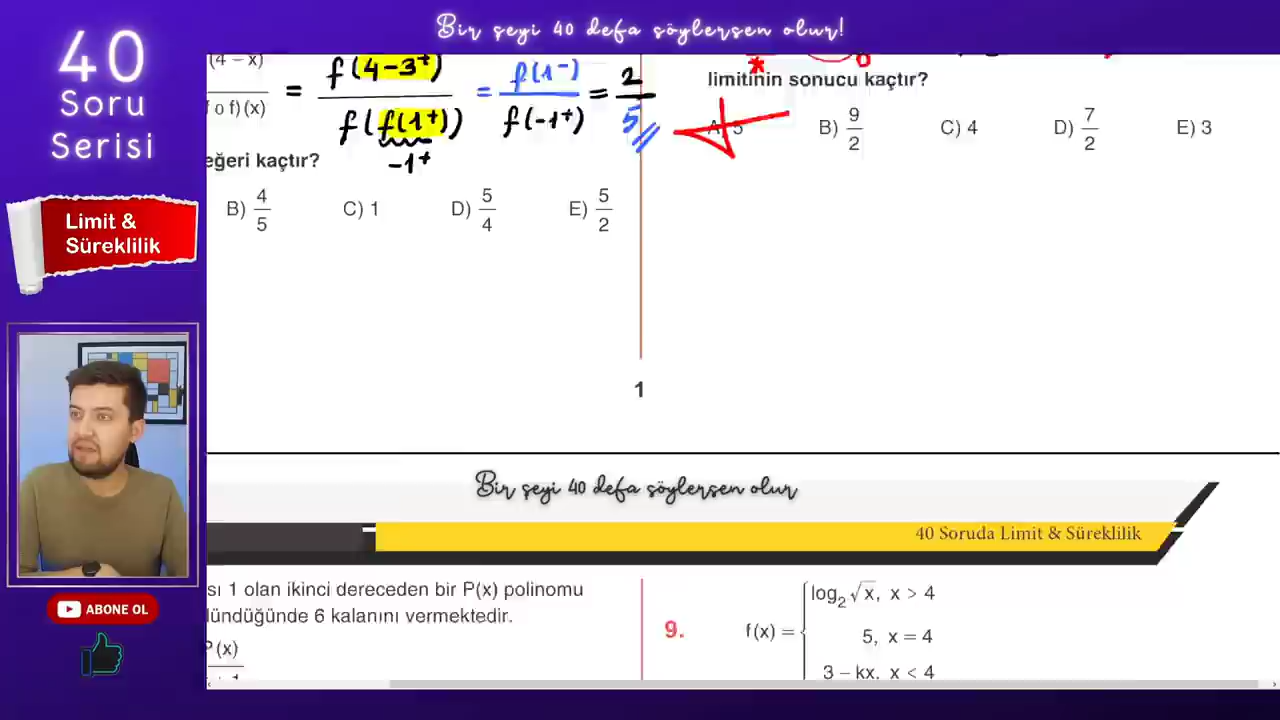 Bir şeyi 40 defa söylersen olur!
40
Soru
Serisi
Limit &
Süreklilik
ABONE OL
(4 − x)
f o f)(x)
= f(4-3⁺) / f(f(1⁺)) = f(1-) / f(-1⁺) = 2/5
-1⁺
eğeri kaçtır?
B) 4/5 C) 1 D) 5/4 E) 5/2
limitinin sonucu kaçtır?
A) 5 B) 9/2 C) 4 D) 7/2 E) 3
1
Bir şeyi 40 defa söylersen olur
40 Soruda Limit & Süreklilik
sı 1 olan ikinci dereceden bir P(x) polinomu
lündüğünde 6 kalanını vermektedir.
P(x)
9. f(x) =
log₂ √x, x > 4
5, x = 4
3 − kx, x < 4